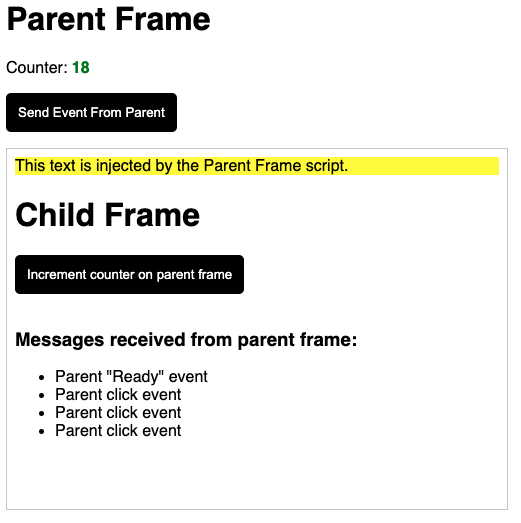 Parent Frame
Counter: 18
Send Event From Parent
This text is injected by the Parent Frame script.
Child Frame
Increment counter on parent frame
Messages received from parent frame:
• Parent "Ready" event
• Parent click event
• Parent click event
• Parent click event